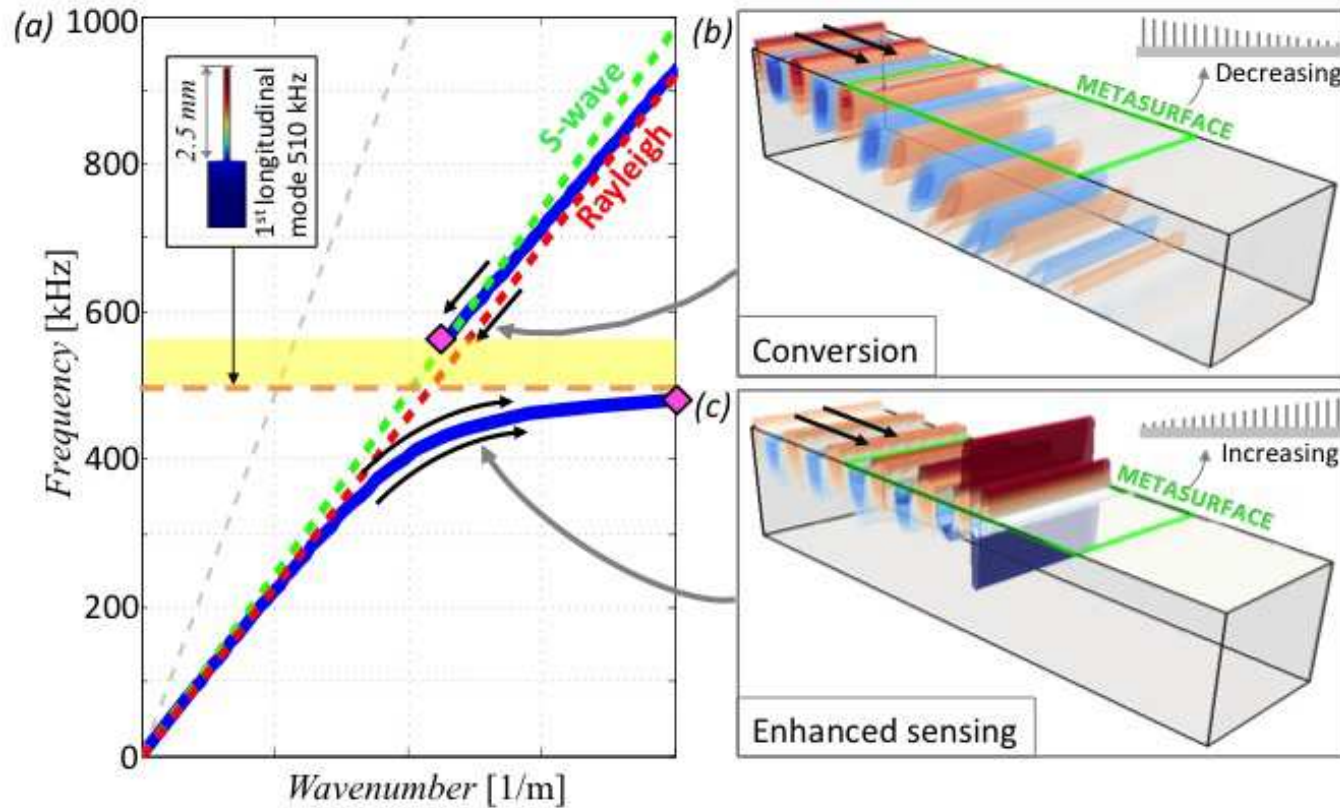 (a)
1000
800
600
400
200
0
Frequency [kHz]
Wavenumber [1/m]
2.5 mm
1st longitudinal
mode 510 kHz
S-wave
Rayleigh
(b)
Decreasing
METASURFACE
Conversion
(c)
Increasing
METASURFACE
Enhanced sensing